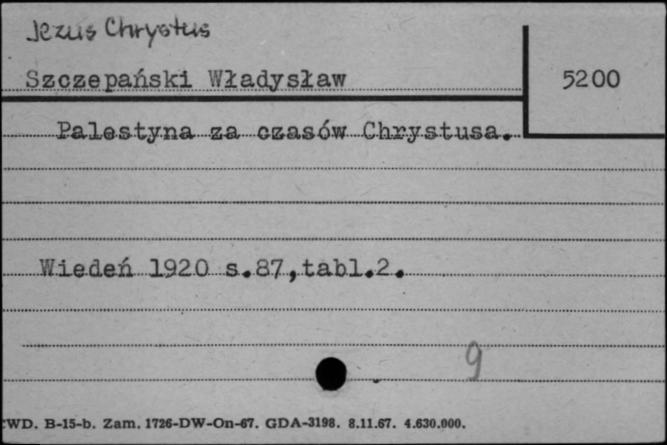 Jezus Chrystus
Szczepański Władysław
5200
Palestyna za czasów Chrystusa.
Wiedeń 1920 s.87,tabl.2.
9
WD. B-15-b. Zam. 1726-DW-On-67. GDA-3198. 8.11.67. 4.630.000.